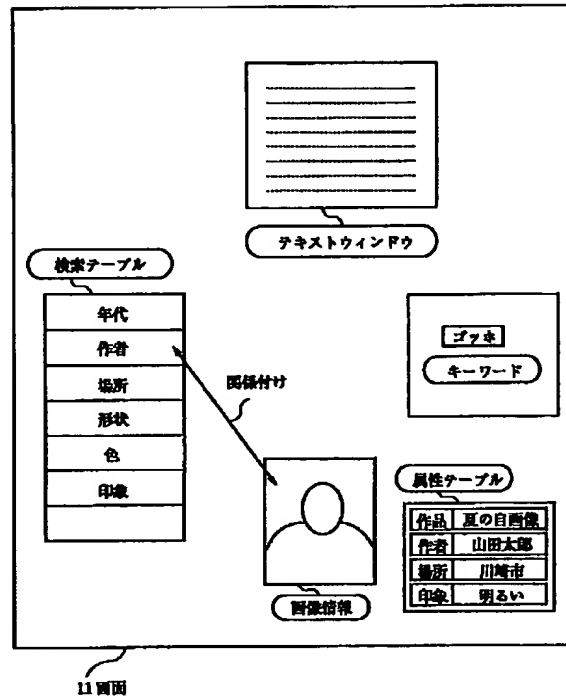 テキストウィンドウ
検索テーブル
年代
作者
場所
形状
色
印象
ゴッホ
キーワード
関係付け
画像情報
属性テーブル
作品 夏の自画像
作者 山田太郎
場所 川崎市
印象 明るい
11 画面